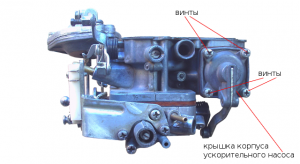 винты
винты
крышка корпуса
ускорительного насоса